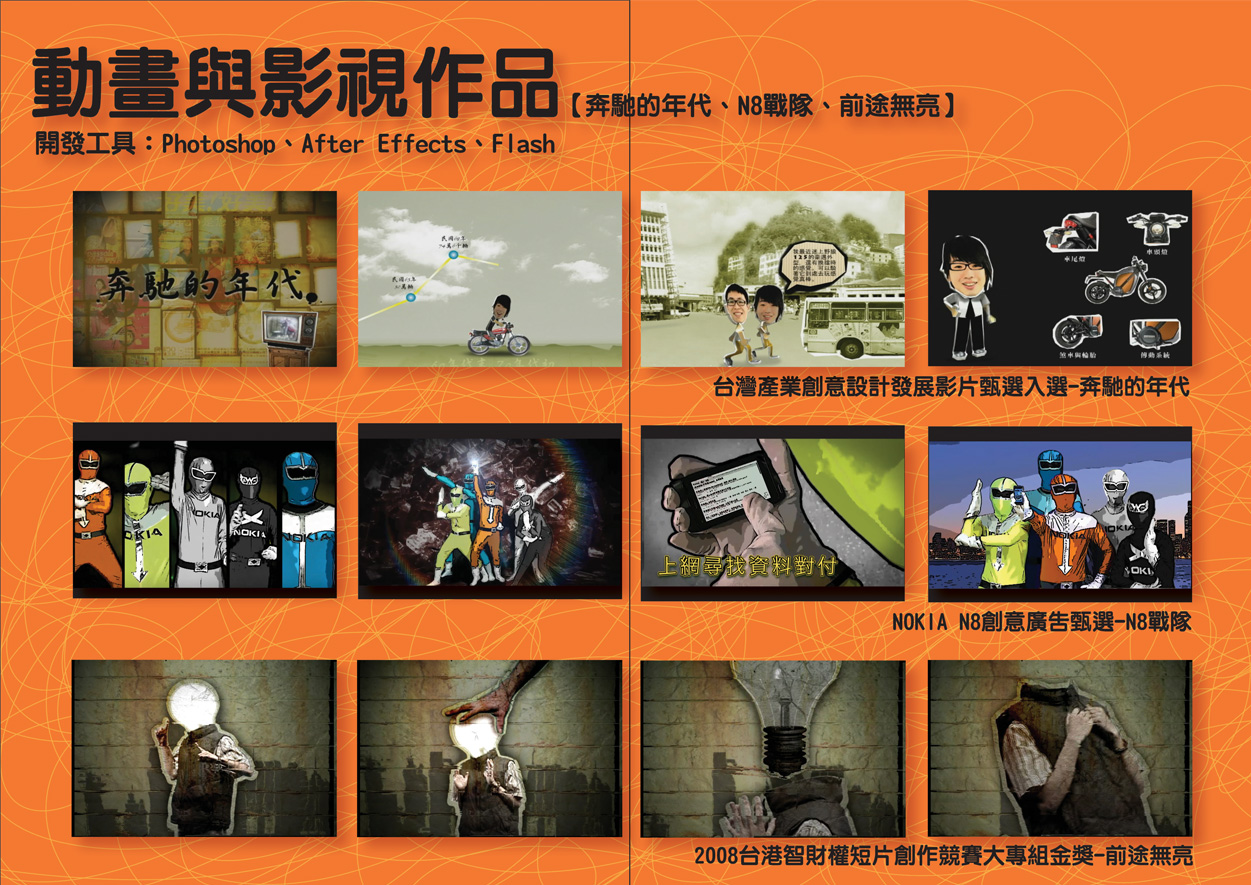 動畫與影視作品【奔馳的年代、N8戰隊、前途無亮】
開發工具：Photoshop、After Effects、Flash
奔馳的年代
車尾燈
車頭燈
煞車與輪胎
傳動系統
台灣產業創意設計發展影片甄選入選-奔馳的年代
NOKIA
NOKIA
NOKIA
NOKIA
上網尋找資料對付
NOKIA N8創意廣告甄選-N8戰隊
2008台港智財權短片創作競賽大專組金獎-前途無亮